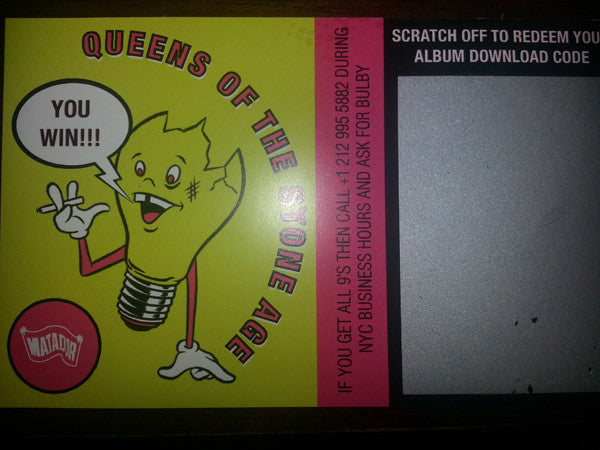 QUEENS OF THE STONE AGE
YOU
WIN!!!
MATADOR
IF YOU GET ALL 9'S THEN CALL +1 212 995 5882 DURING
NYC BUSINESS HOURS AND ASK FOR BULBY
SCRATCH OFF TO REDEEM YOU
ALBUM DOWNLOAD CODE